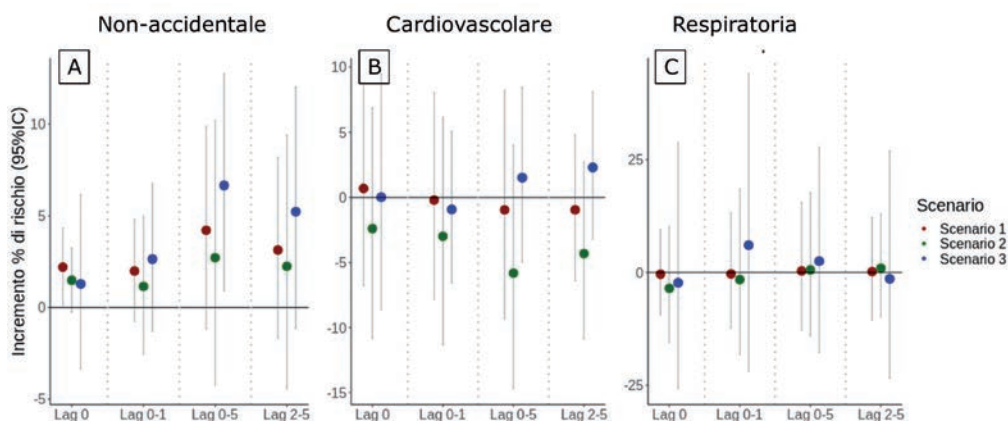 Non-accidentale
Cardiovascolare
Respiratoria
A
B
C
Incremento % di rischio (95%IC)
10
5
0
-5
10
5
0
-5
-10
-15
25
0
-25
Lag 0 Lag 0-1 Lag 0-5 Lag 2-5
Lag 0 Lag 0-1 Lag 0-5 Lag 2-5
Lag 0 Lag 0-1 Lag 0-5 Lag 2-5
Scenario
Scenario 1
Scenario 2
Scenario 3